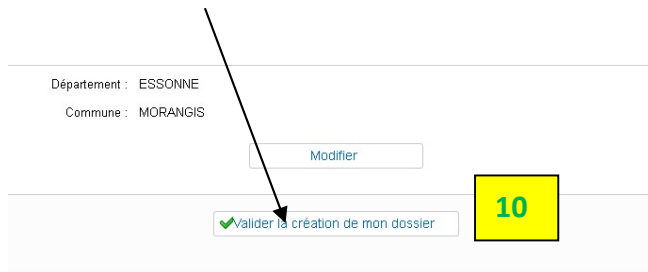 Département : ESSONNE
Commune : MORANGIS
Modifier
Valider la création de mon dossier
10